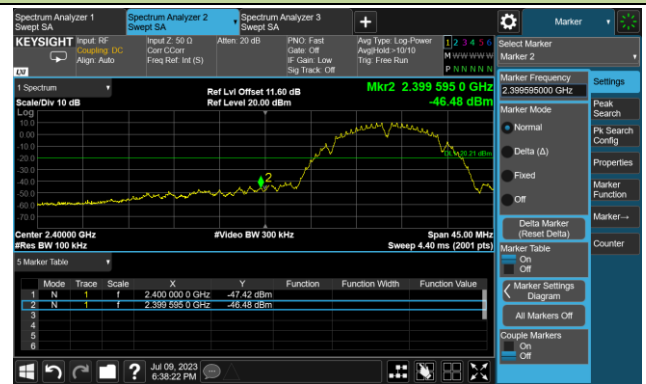 Spectrum Analyzer 1
Swept SA
Spectrum Analyzer 2
Swept SA
Spectrum Analyzer 3
Swept SA
+
Marker
KEYSIGHT
Input: RF
Coupling: DC
Align: Auto
Input Z: 50 Ω
Corr CCorr
Freq Ref: Int (S)
Atten: 20 dB
PNO: Fast
Gate: Off
IF Gain: Low
Sig Track: Off
Avg Type: Log-Power
Avg|Hold:>10/10
Trig: Free Run
1 2 3 4 5 6
M W W W W W
P N N N N N
LXI
Select Marker
Marker 2
1 Spectrum
Scale/Div 10 dB
Log
Ref Lvl Offset 11.60 dB
Ref Level 20.00 dBm
Mkr2 2.399 595 0 GHz
-46.48 dBm
10.0
0.00
-10.0
-20.0
-30.0
-40.0
-50.0
-60.0
-70.0
DL1 -20.21 dBm
2
Center 2.40000 GHz
#Res BW 100 kHz
#Video BW 300 kHz
Span 45.00 MHz
Sweep 4.40 ms (2001 pts)
5 Marker Table
Mode Trace Scale X Y Function Function Width Function Value
1 N 1 f 2.400 000 0 GHz -47.42 dBm
2 N 1 f 2.399 595 0 GHz -46.48 dBm
3
4
5
6
Marker Frequency
2.399595000 GHz
Marker Mode
Normal
Delta (Δ)
Fixed
Off
Delta Marker
(Reset Delta)
Marker Table
On
Off
Marker Settings
Diagram
All Markers Off
Couple Markers
On
Off
Settings
Peak
Search
Pk Search
Config
Properties
Marker
Function
Marker→
Counter
?
Jul 09, 2023
6:38:22 PM